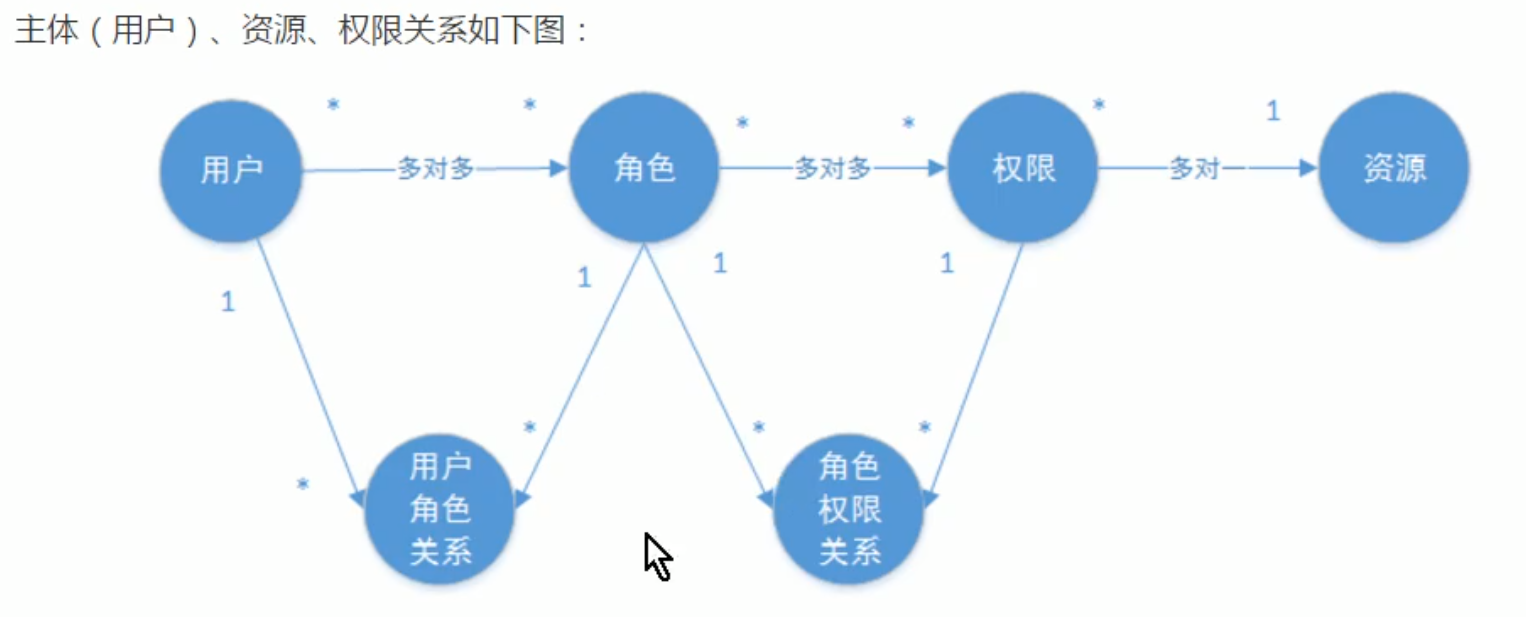 主体（用户）、资源、权限关系如下图：
* * * * * 1
用户 多对多 角色 多对多 权限 多对一 资源
1 1 1 1
* * * *
用户
角色
关系
角色
权限
关系